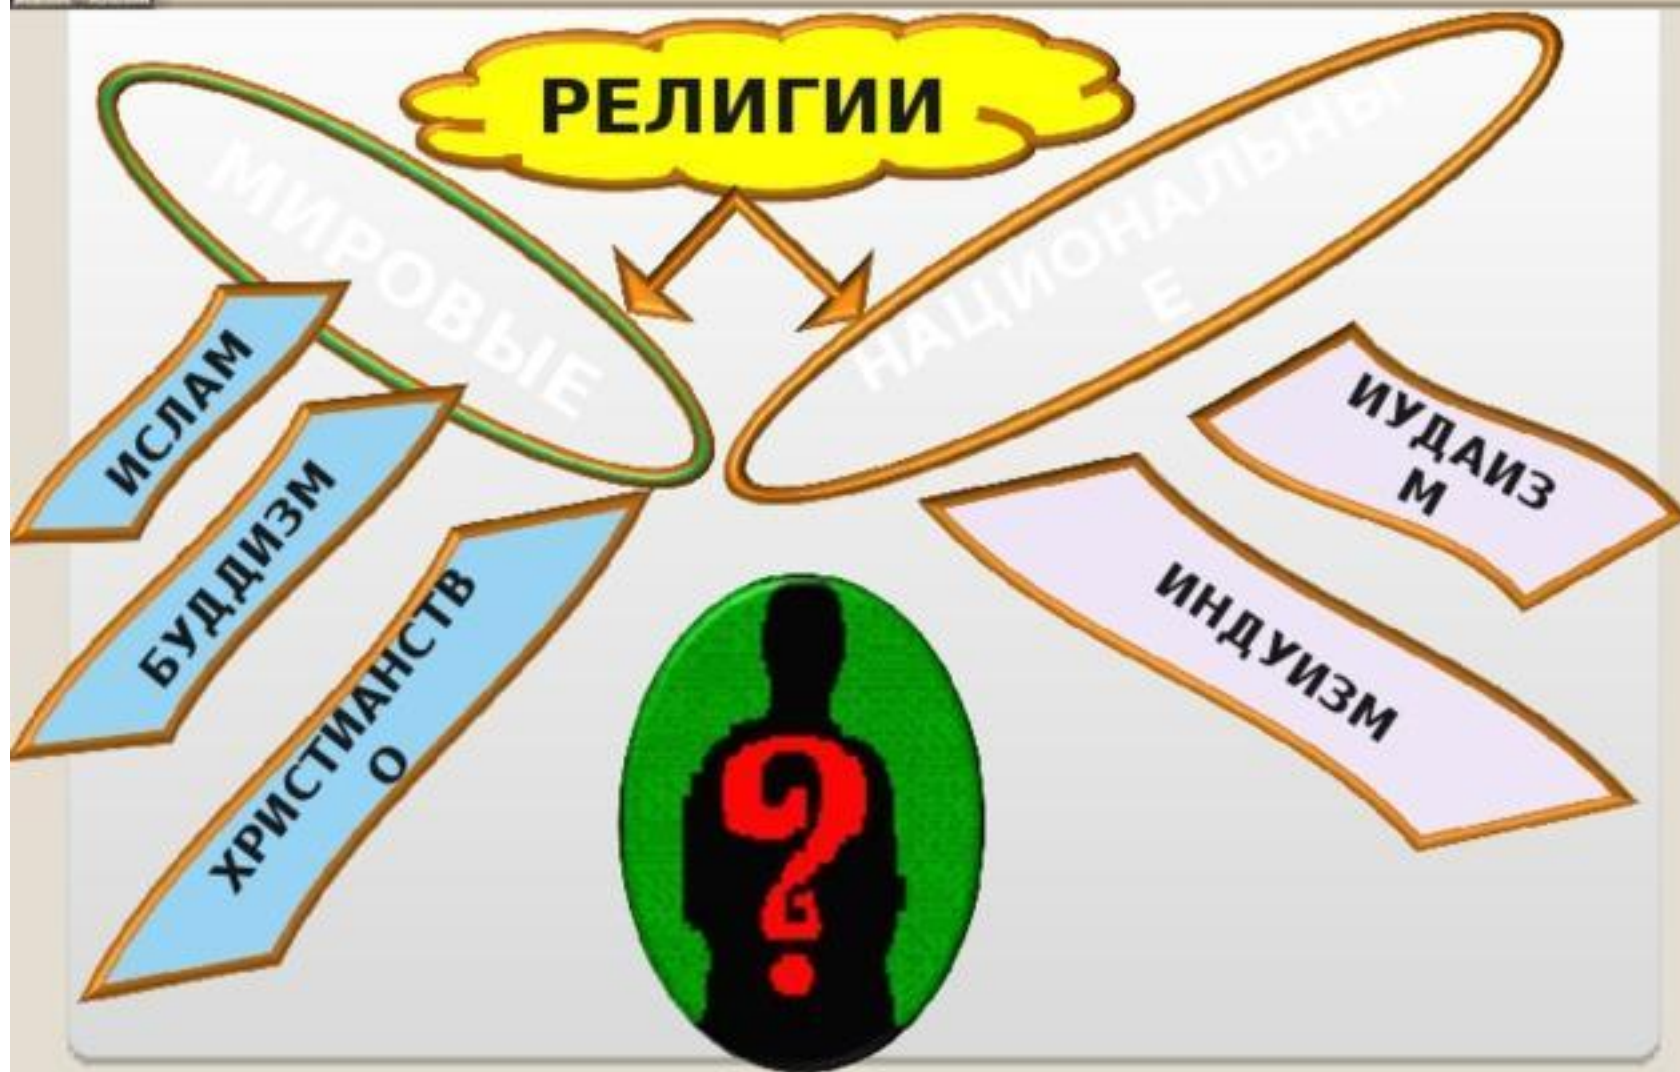 РЕЛИГИИ
МИРОВЫЕ
НАЦИОНАЛЬНЫ
Е
ИСЛАМ
БУДДИЗМ
ХРИСТИАНСТВ
О
ИУДАИЗ
М
ИНДУИЗМ
?